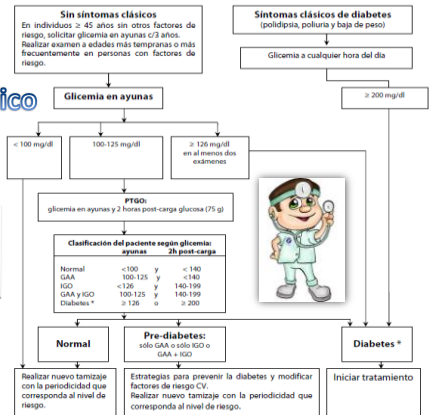 Sin síntomas clásicos
En individuos ≥ 45 años sin otros factores de
riesgo, solicitar glicemia en ayunas c/3 años.
Realizar examen a edades más tempranas o más
frecuentemente en personas con factores de
riesgo.
Síntomas clásicos de diabetes
(polidipsia, poliuria y baja de peso)
Glicemia a cualquier hora del día
ico
Glicemia en ayunas
≥ 200 mg/dl
< 100 mg/dl
100-125 mg/dl
≥ 126 mg/dl
en al menos dos
exámenes
PTGO:
glicemia en ayunas y 2 horas post-carga glucosa (75 g)
Clasificación del paciente según glicemia:
ayunas 2h post-carga
Normal <100 y < 140
GAA 100-125 y <140
IGO <126 y 140-199
GAA y IGO 100-125 y 140-199
Diabetes * ≥ 126 o ≥ 200
Normal
Pre-diabetes:
sólo GAA o sólo IGO o
GAA + IGO
Diabetes *
Realizar nuevo tamizaje
con la periodicidad que
corresponda al nivel de
riesgo.
Estrategias para prevenir la diabetes y modificar
factores de riesgo CV.
Realizar nuevo tamizaje con la periodicidad que
corresponda al nivel de riesgo.
Iniciar tratamiento